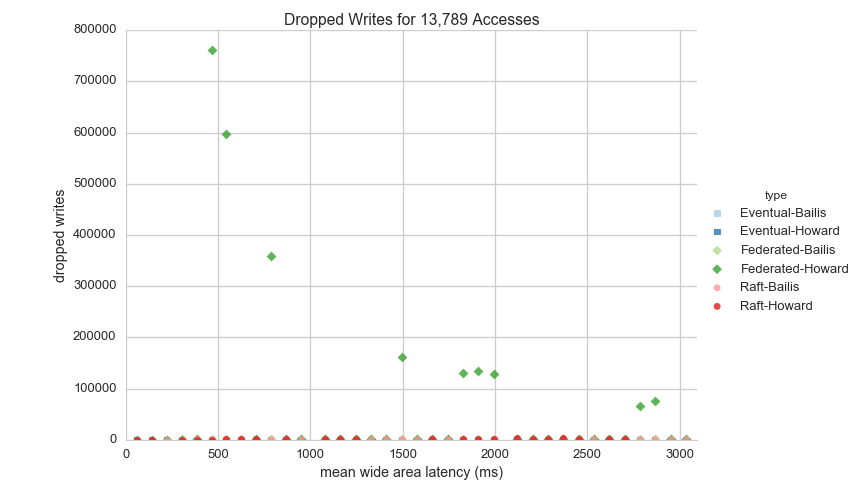 Dropped Writes for 13,789 Accesses
800000
700000
600000
500000
400000
300000
200000
100000
0
dropped writes
0 500 1000 1500 2000 2500 3000
mean wide area latency (ms)
type
Eventual-Bailis
Eventual-Howard
Federated-Bailis
Federated-Howard
Raft-Bailis
Raft-Howard